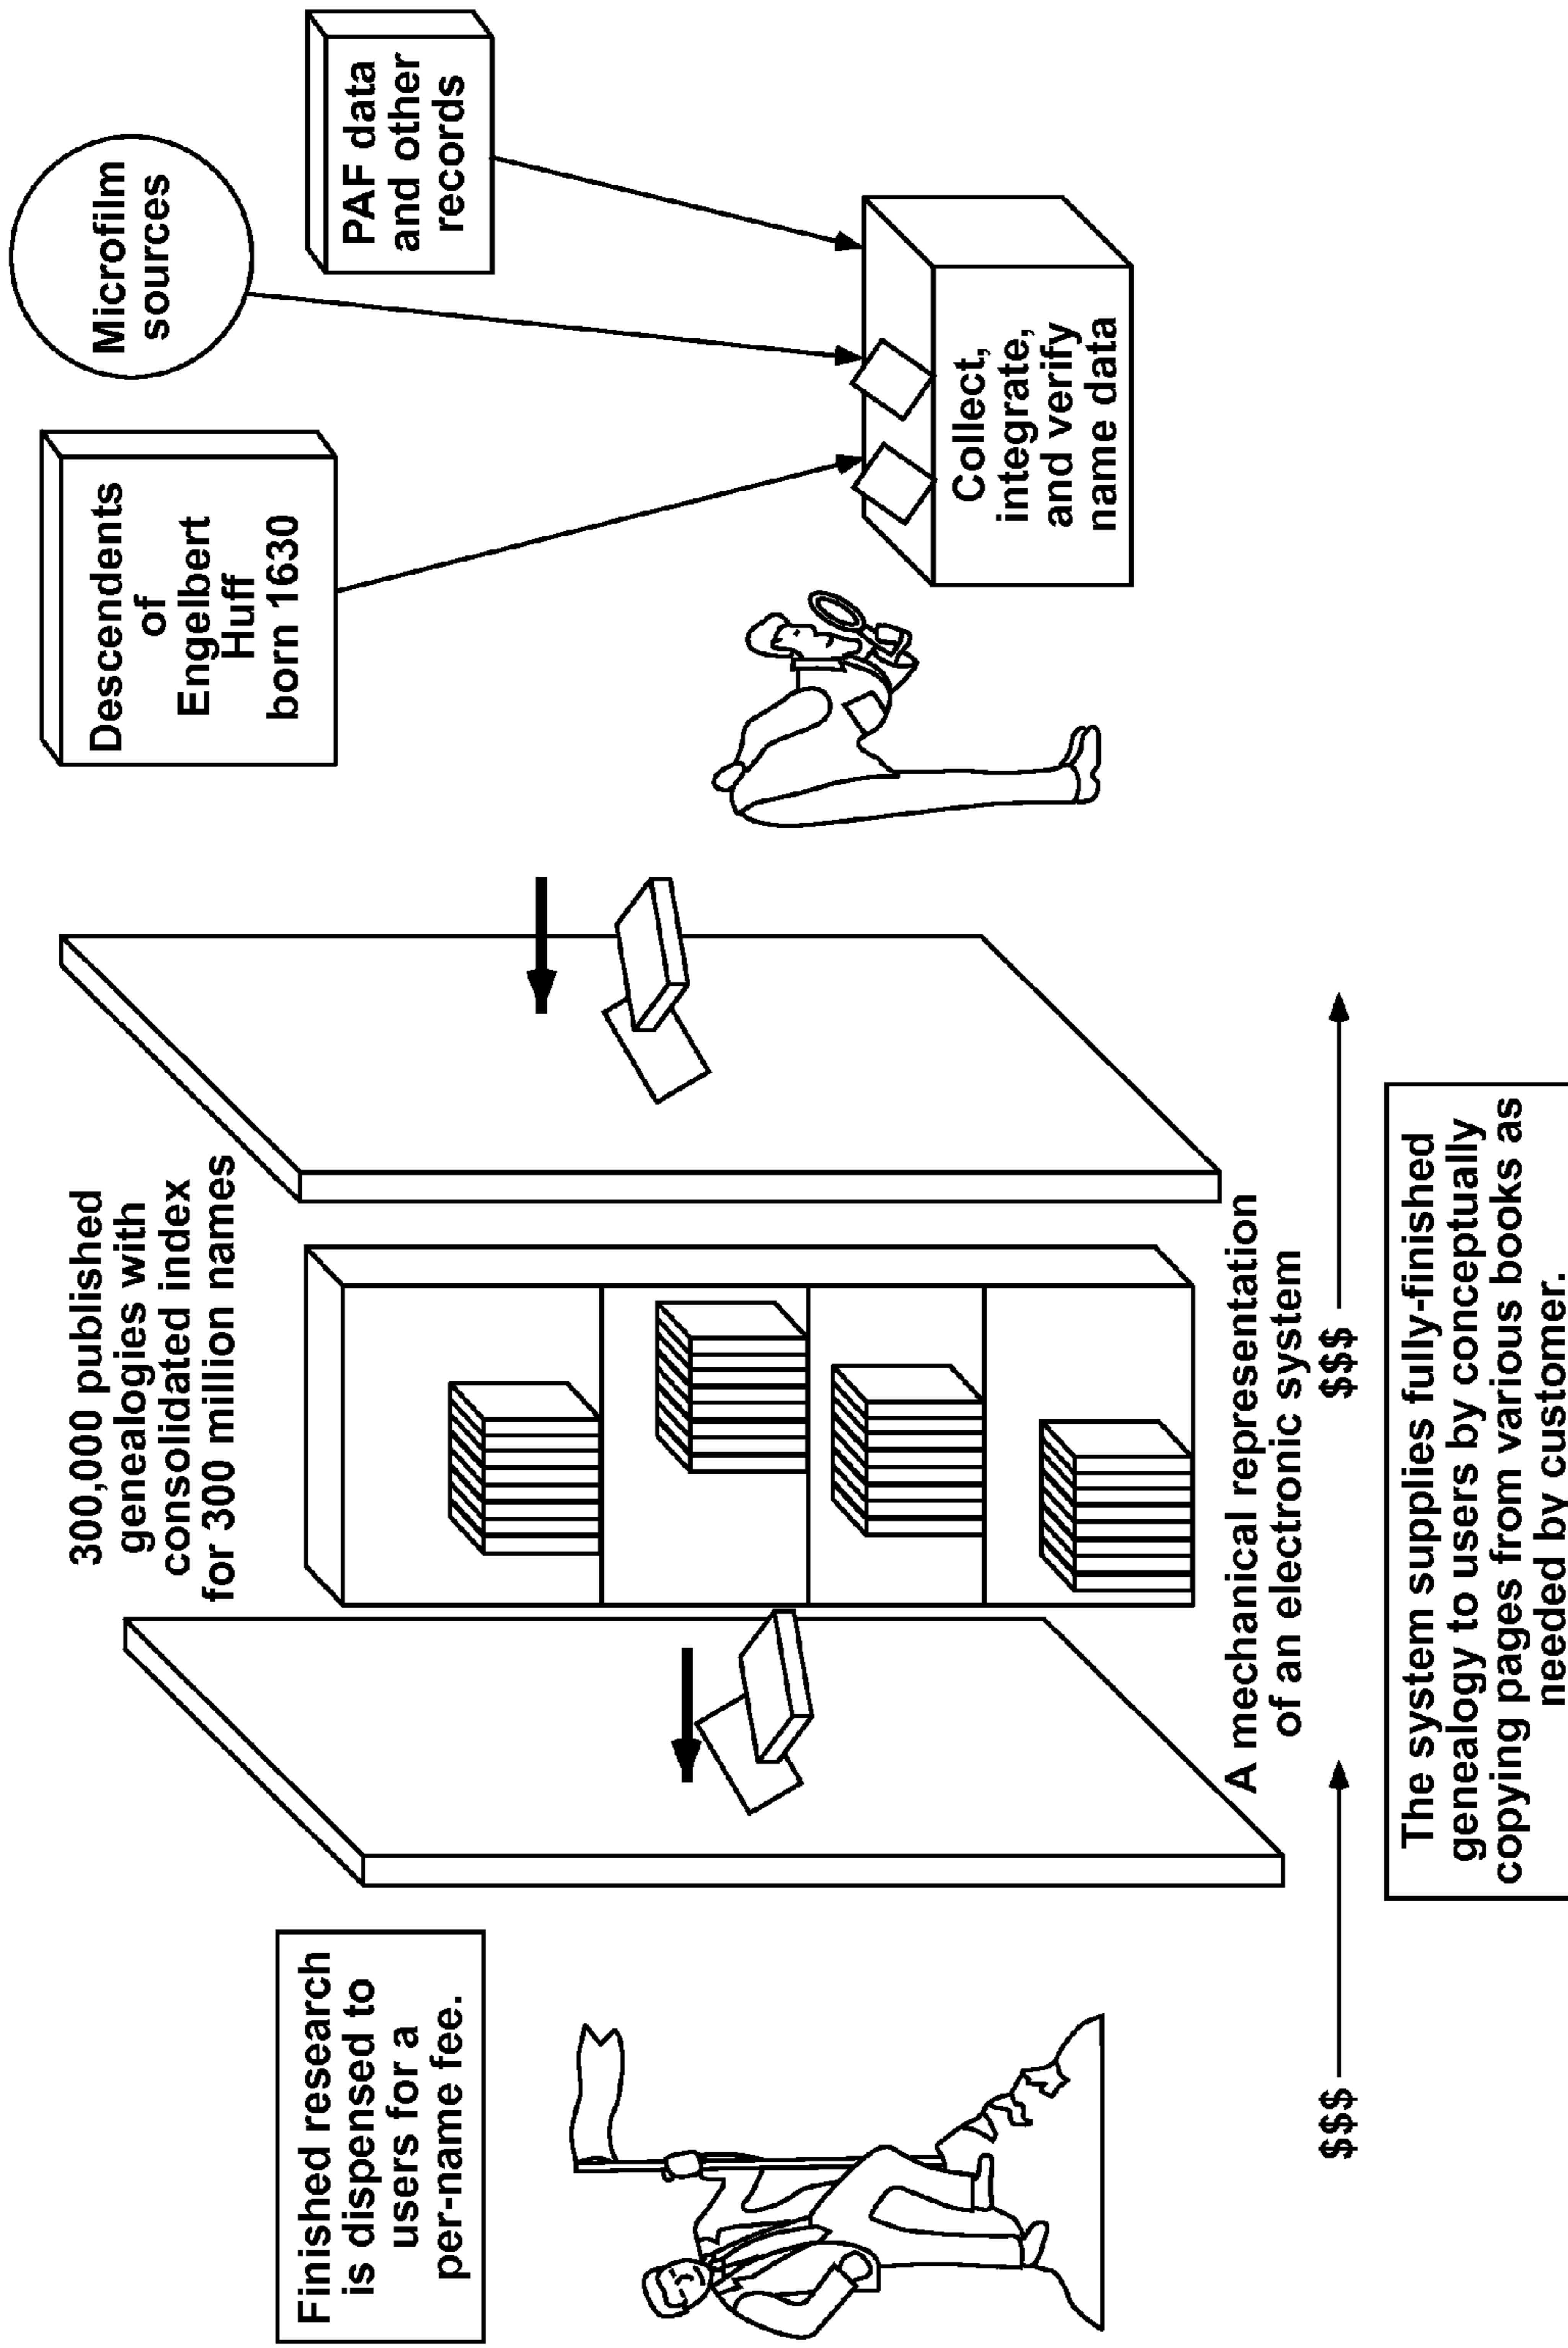 Finished research
is dispensed to
users for a
per-name fee.
300,000 published
genealogies with
consolidated index
for 300 million names
Descendents
of
Engelbert
Huff
born 1630
Microfilm
sources
PAF data
and other
records
Collect,
integrate,
and verify
name data
A mechanical representation
of an electronic system
$$$
$$$
The system supplies fully-finished
genealogy to users by conceptually
copying pages from various books as
needed by customer.